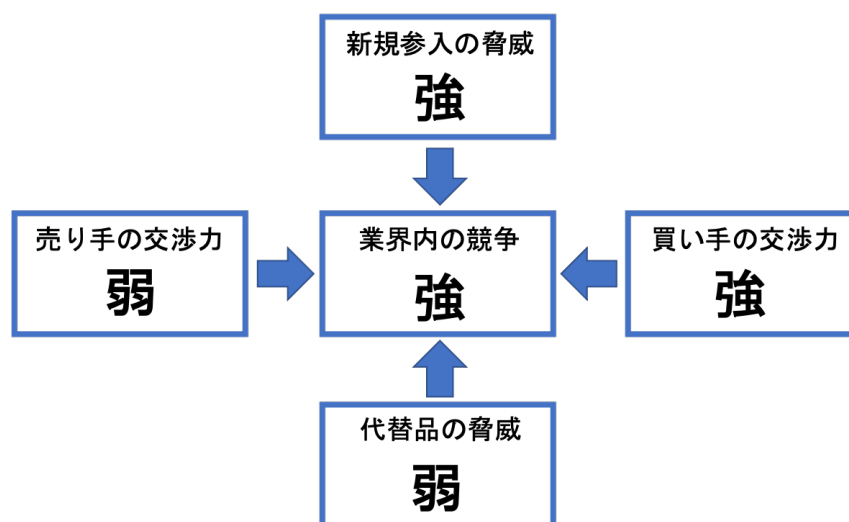 新規参入の脅威
強
売り手の交渉力
弱
業界内の競争
強
買い手の交渉力
強
代替品の脅威
弱